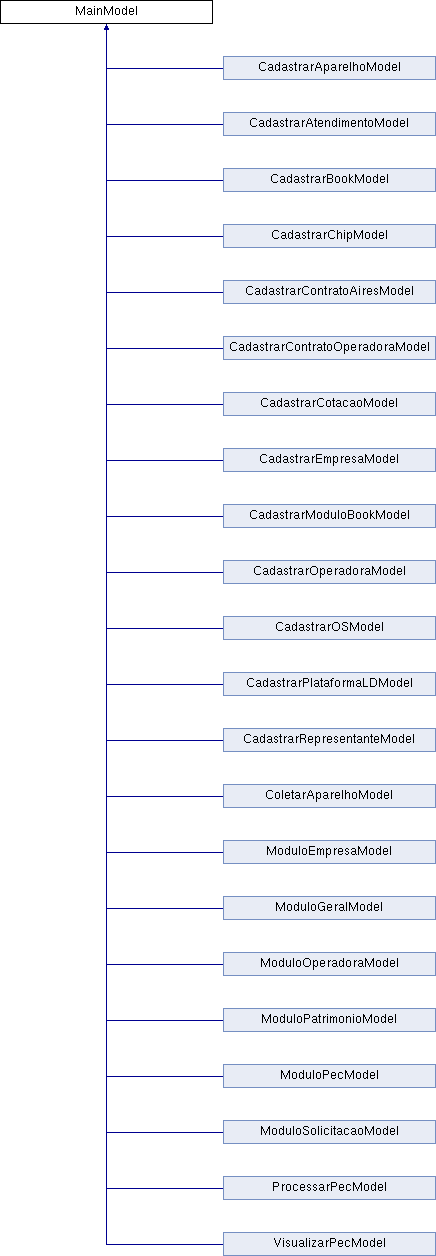 MainModel
CadastrarAparelhoModel
CadastrarAtendimentoModel
CadastrarBookModel
CadastrarChipModel
CadastrarContratoAiresModel
CadastrarContratoOperadoraModel
CadastrarCotacaoModel
CadastrarEmpresaModel
CadastrarModuloBookModel
CadastrarOperadoraModel
CadastrarOSModel
CadastrarPlataformaLDModel
CadastrarRepresentanteModel
ColetarAparelhoModel
ModuloEmpresaModel
ModuloGeralModel
ModuloOperadoraModel
ModuloPatrimonioModel
ModuloPecModel
ModuloSolicitacaoModel
ProcessarPecModel
VisualizarPecModel